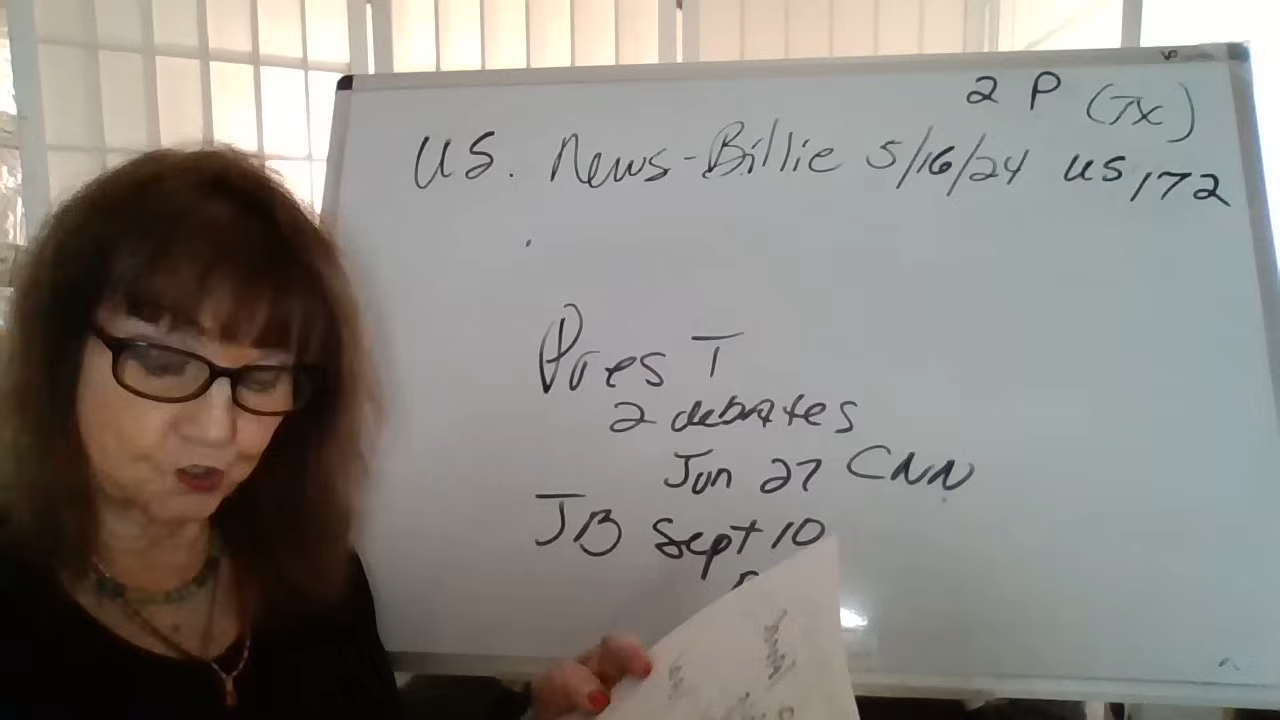 2 P (TX)
U.S. News-Billie 5/16/24 US/172
Pres T
2 debates
Jun 27 CNN
JB Sept 10